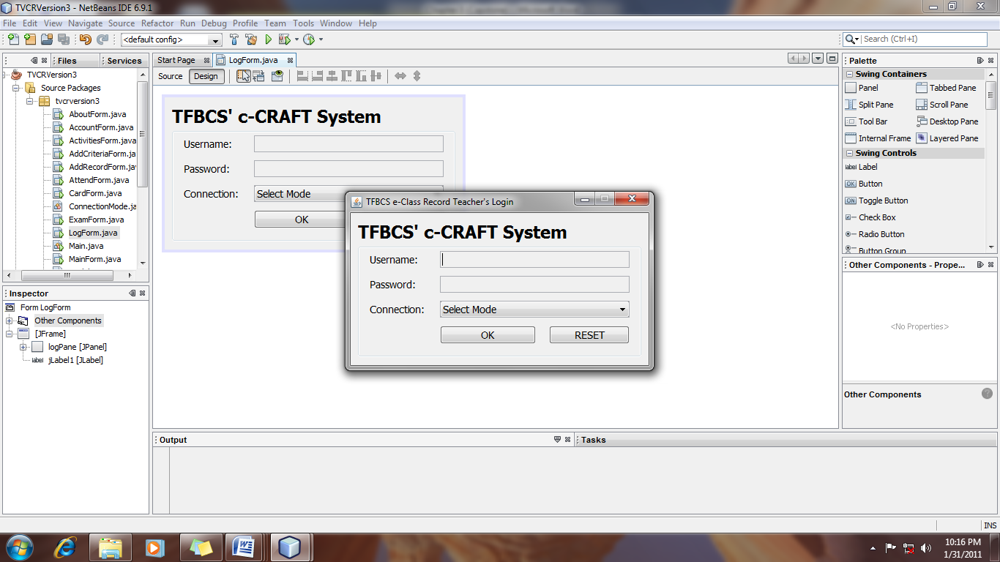 TVCRVersion3 - NetBeans IDE 6.9.1
File Edit View Navigate Source Refactor Run Debug Profile Team Tools Window Help
<default config>
Search (Ctrl+I)
Files Services
TVCRVersion3
Source Packages
tvcrversion3
AboutForm.java
AccountForm.java
ActivitiesForm.java
AddCriteriaForm.ja
AddRecordForm.ja
AttendForm.java
CardForm.java
ConnectionMode.ja
ExamForm.java
LogForm.java
Main.java
MainForm.java
Inspector
Form LogForm
Other Components
[JFrame]
logPane [JPanel]
jLabel1 [JLabel]
Start Page LogForm.java
Source Design
TFBCS' c-CRAFT System
Username:
Password:
Connection: Select Mode
OK
TFBCS e-Class Record Teacher's Login
TFBCS' c-CRAFT System
Username:
Password:
Connection: Select Mode
OK RESET
Palette
Swing Containers
Panel Tabbed Pane
Split Pane Scroll Pane
Tool Bar Desktop Pane
Internal Frame Layered Pane
Swing Controls
label Label
OK Button
ON Toggle Button
Check Box
Radio Button
Button Group
Other Components - Prope...
<No Properties>
Other Components
Output Tasks
INS
10:16 PM
1/31/2011